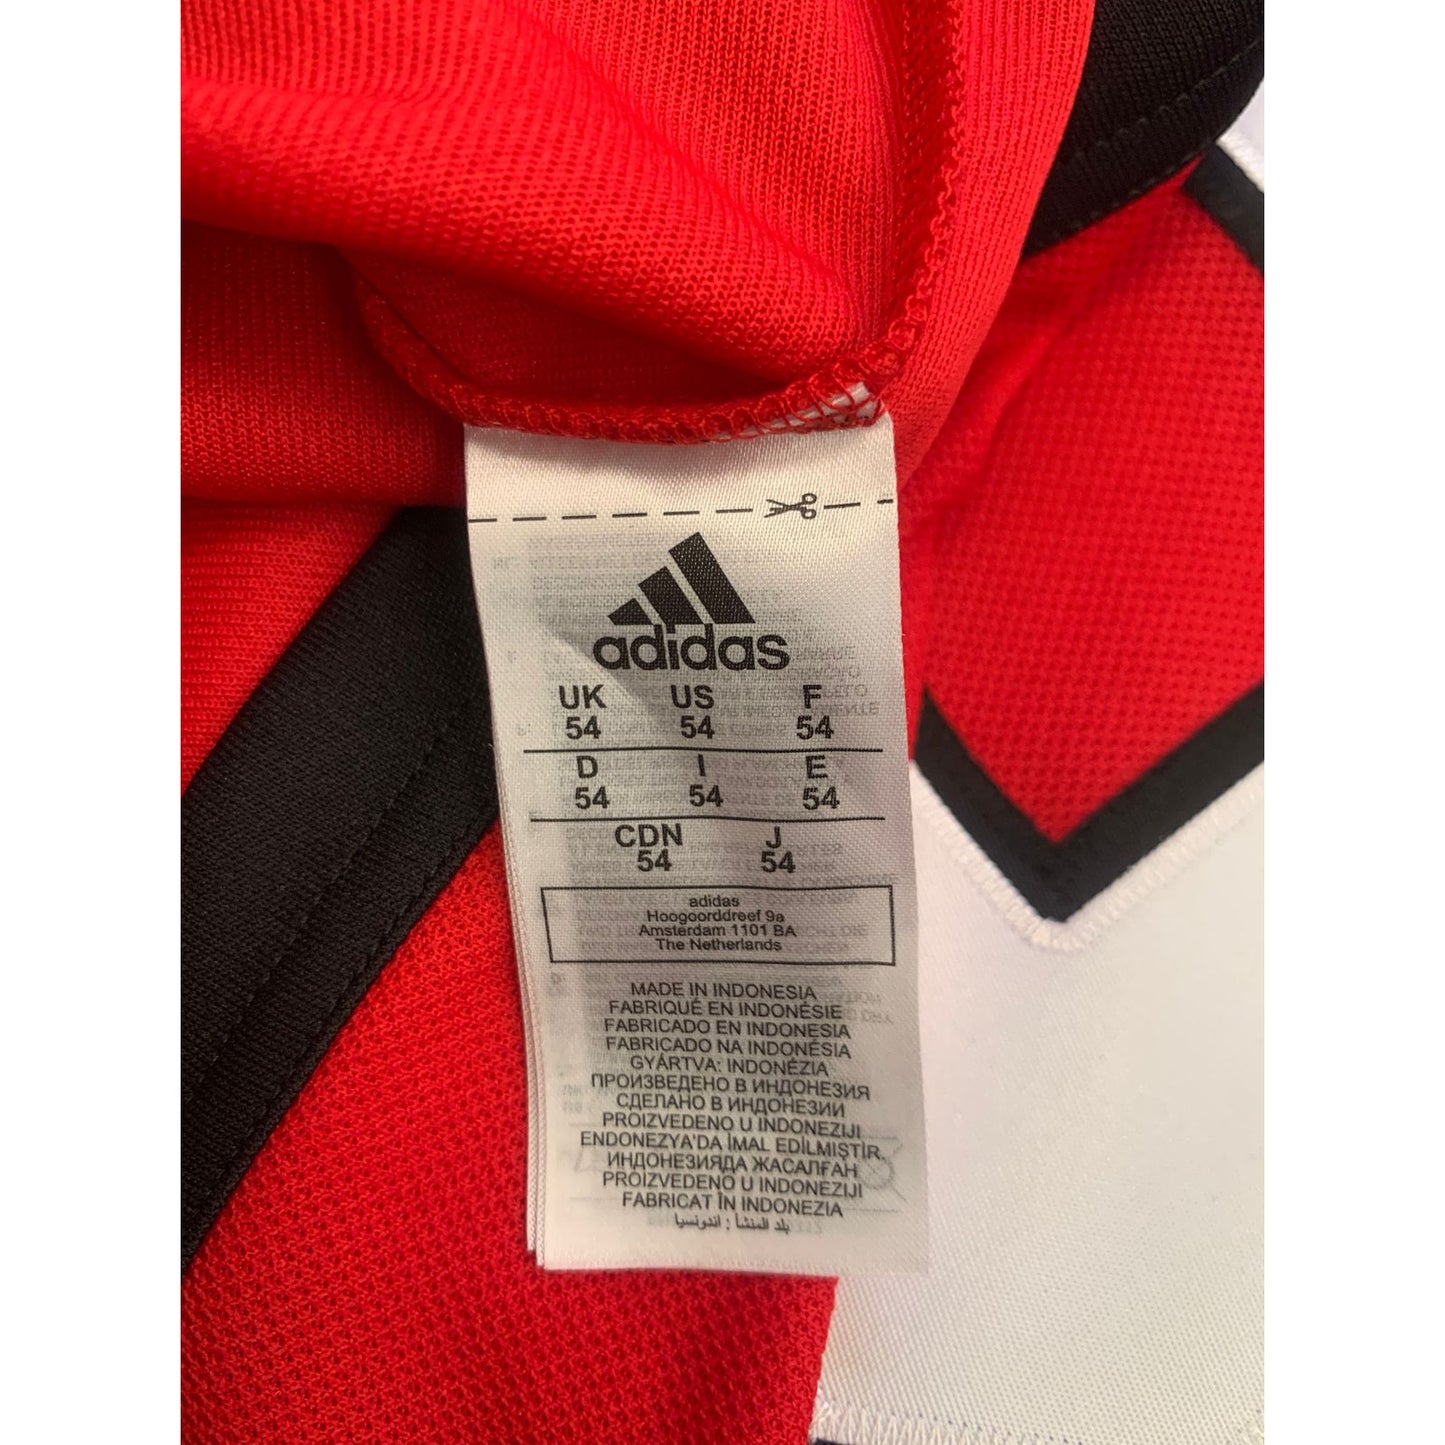 adidas
UK US F
54 54 54
D I E
54 54 54
CDN J
54 54
adidas
Hoogoorddreef 9a
Amsterdam 1101 BA
The Netherlands
MADE IN INDONESIA
FABRIQUÉ EN INDONÉSIE
FABRICADO EN INDONESIA
FABRICADO NA INDONÉSIA
GYÁRTVA: INDONÉZIA
ПРОИЗВЕДЕНО В ИНДОНЕЗИЯ
СДЕЛАНО В ИНДОНЕЗИИ
PROIZVEDENO U INDONEZIJI
ENDONEZYA'DA İMAL EDİLMİŞTİR.
ИНДОНЕЗИЯДА ЖАСАЛҒАН
PROIZVEDENO U INDONEZIJI
FABRICAT ÎN INDONEZIA
بلد المنشأ : اندونسيا